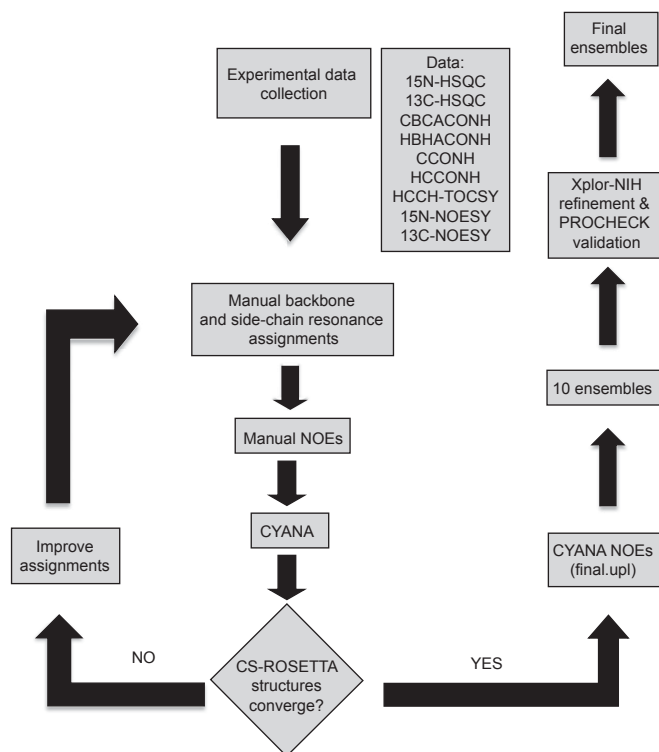 Experimental data
collection
Data:
15N-HSQC
13C-HSQC
CBCACONH
HBHACONH
CCONH
HCCONH
HCCH-TOCSY
15N-NOESY
13C-NOESY
Manual backbone
and side-chain resonance
assignments
Manual NOEs
CYANA
CS-ROSETTA
structures
converge?
NO
Improve
assignments
YES
CYANA NOEs
(final.upl)
10 ensembles
Xplor-NIH
refinement &
PROCHECK
validation
Final
ensembles